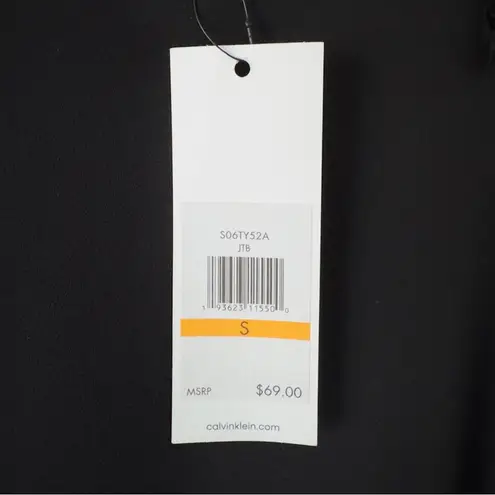 S06TY52A
JTB
1 93623 11550 0
S
MSRP $69.00
calvinklein.com